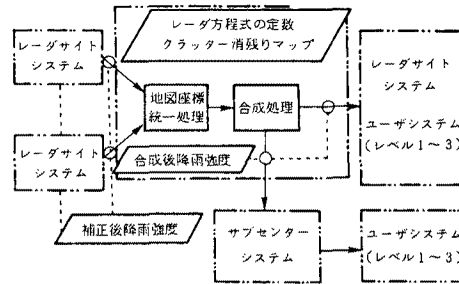 レーダ方程式の定数
クラッター消残りマップ
レーダサイト
システム
地図座標
統一処理
合成処理
レーダサイト
システム
ユーザシステム
(レベル1~3)
レーダサイト
システム
合成後降雨強度
補正後降雨強度
サブセンター
システム
ユーザシステム
(レベル1~3)